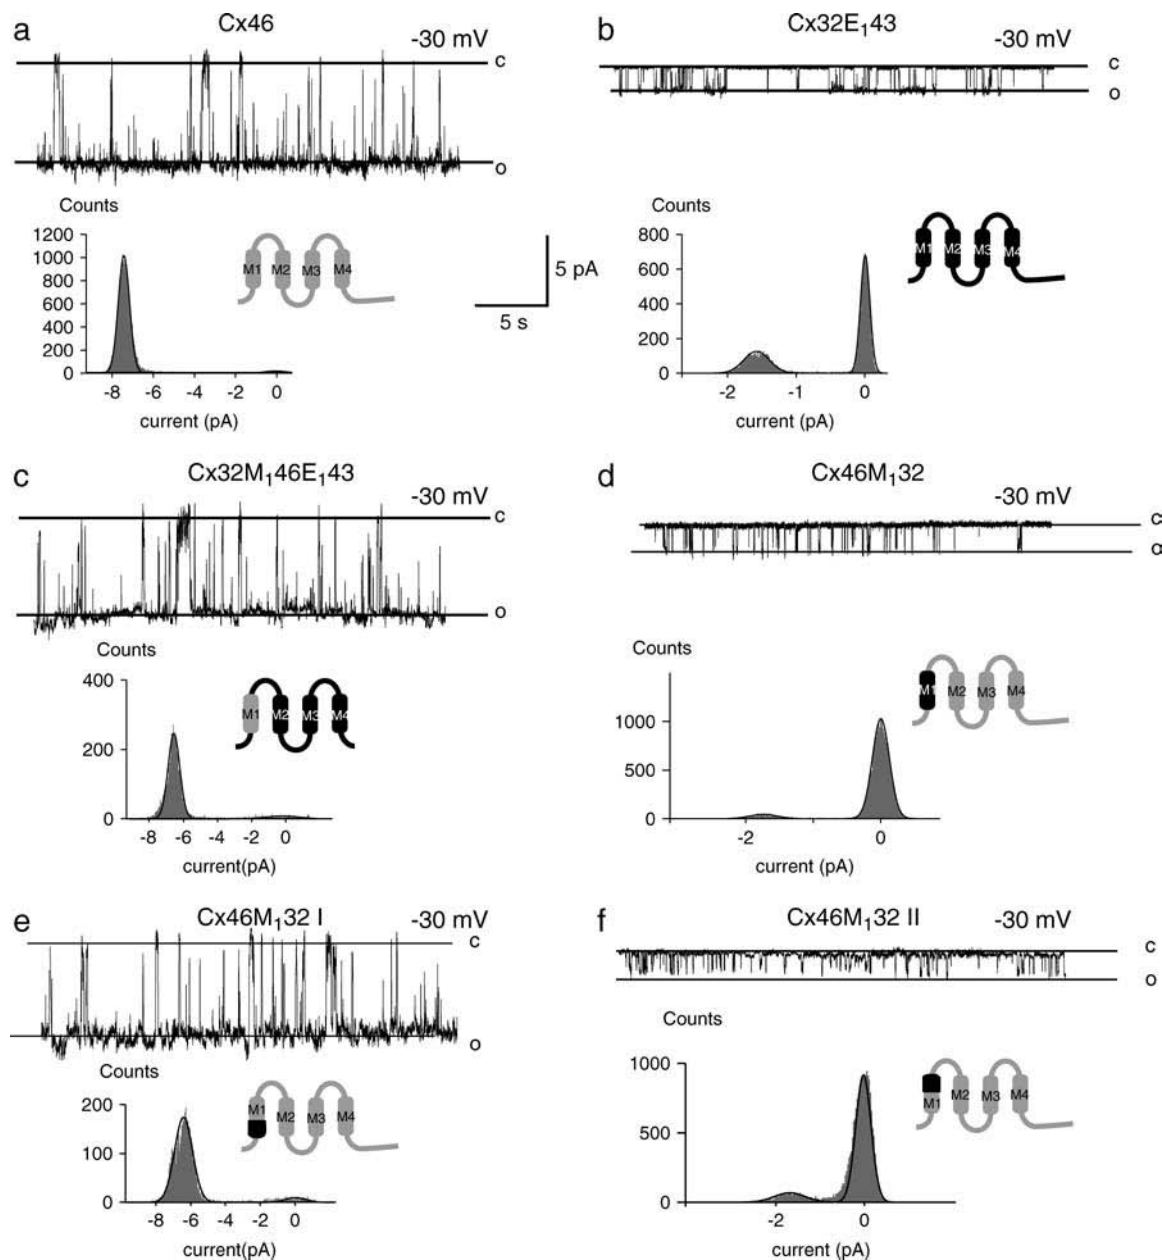 a
Cx46
-30 mV
c
o
Counts
1200
1000
800
600
400
200
0
-8 -6 -4 -2 0
current (pA)
M1 M2 M3 M4
5 pA
5 s
b
Cx32E₁43
-30 mV
c
o
Counts
800
600
400
200
0
-2 -1 0
current (pA)
M1 M2 M3 M4
c
Cx32M₁46E₁43
-30 mV
c
o
Counts
400
200
0
-8 -6 -4 -2 0
current(pA)
M1 M2 M3 M4
d
Cx46M₁32
-30 mV
c
o
Counts
1000
500
0
-2 0
current (pA)
M1 M2 M3 M4
e
Cx46M₁32 I
-30 mV
c
o
Counts
200
100
0
-8 -6 -4 -2 0
current(pA)
M1 M2 M3 M4
f
Cx46M₁32 II
-30 mV
c
o
Counts
1000
500
0
-2 0
current (pA)
M1 M2 M3 M4